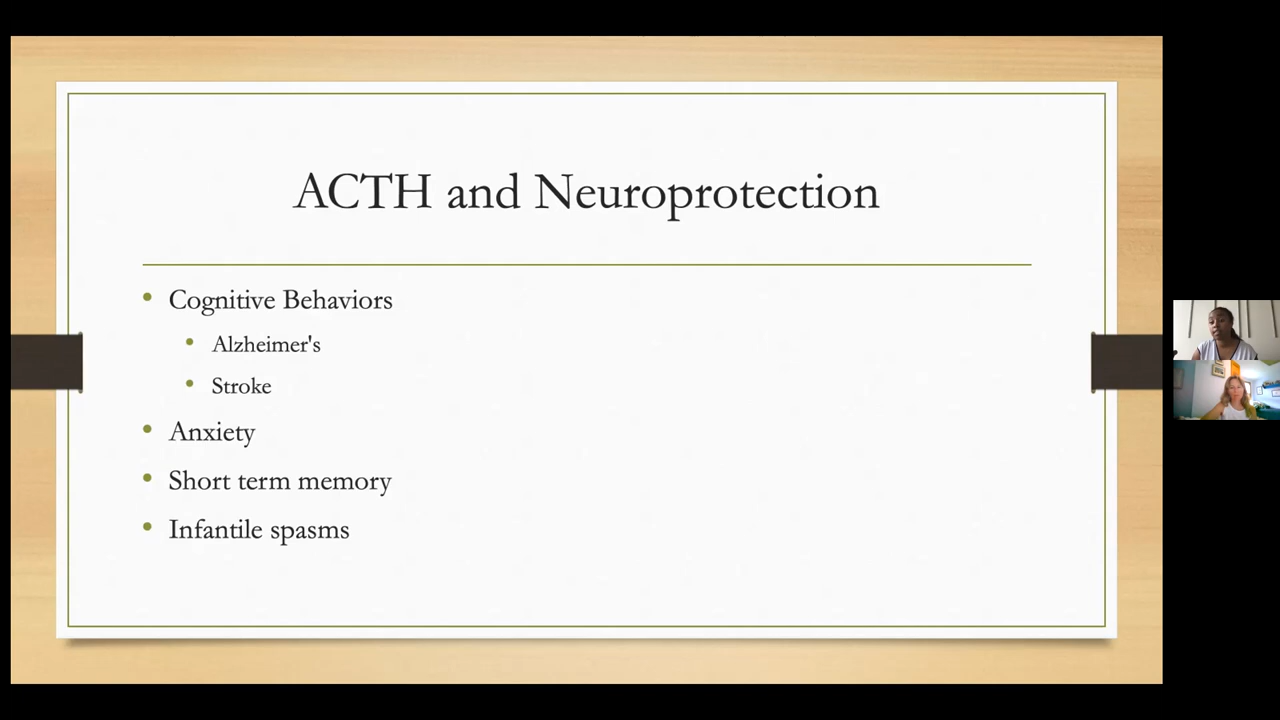 ACTH and Neuroprotection
Cognitive Behaviors
Alzheimer's
Stroke
Anxiety
Short term memory
Infantile spasms